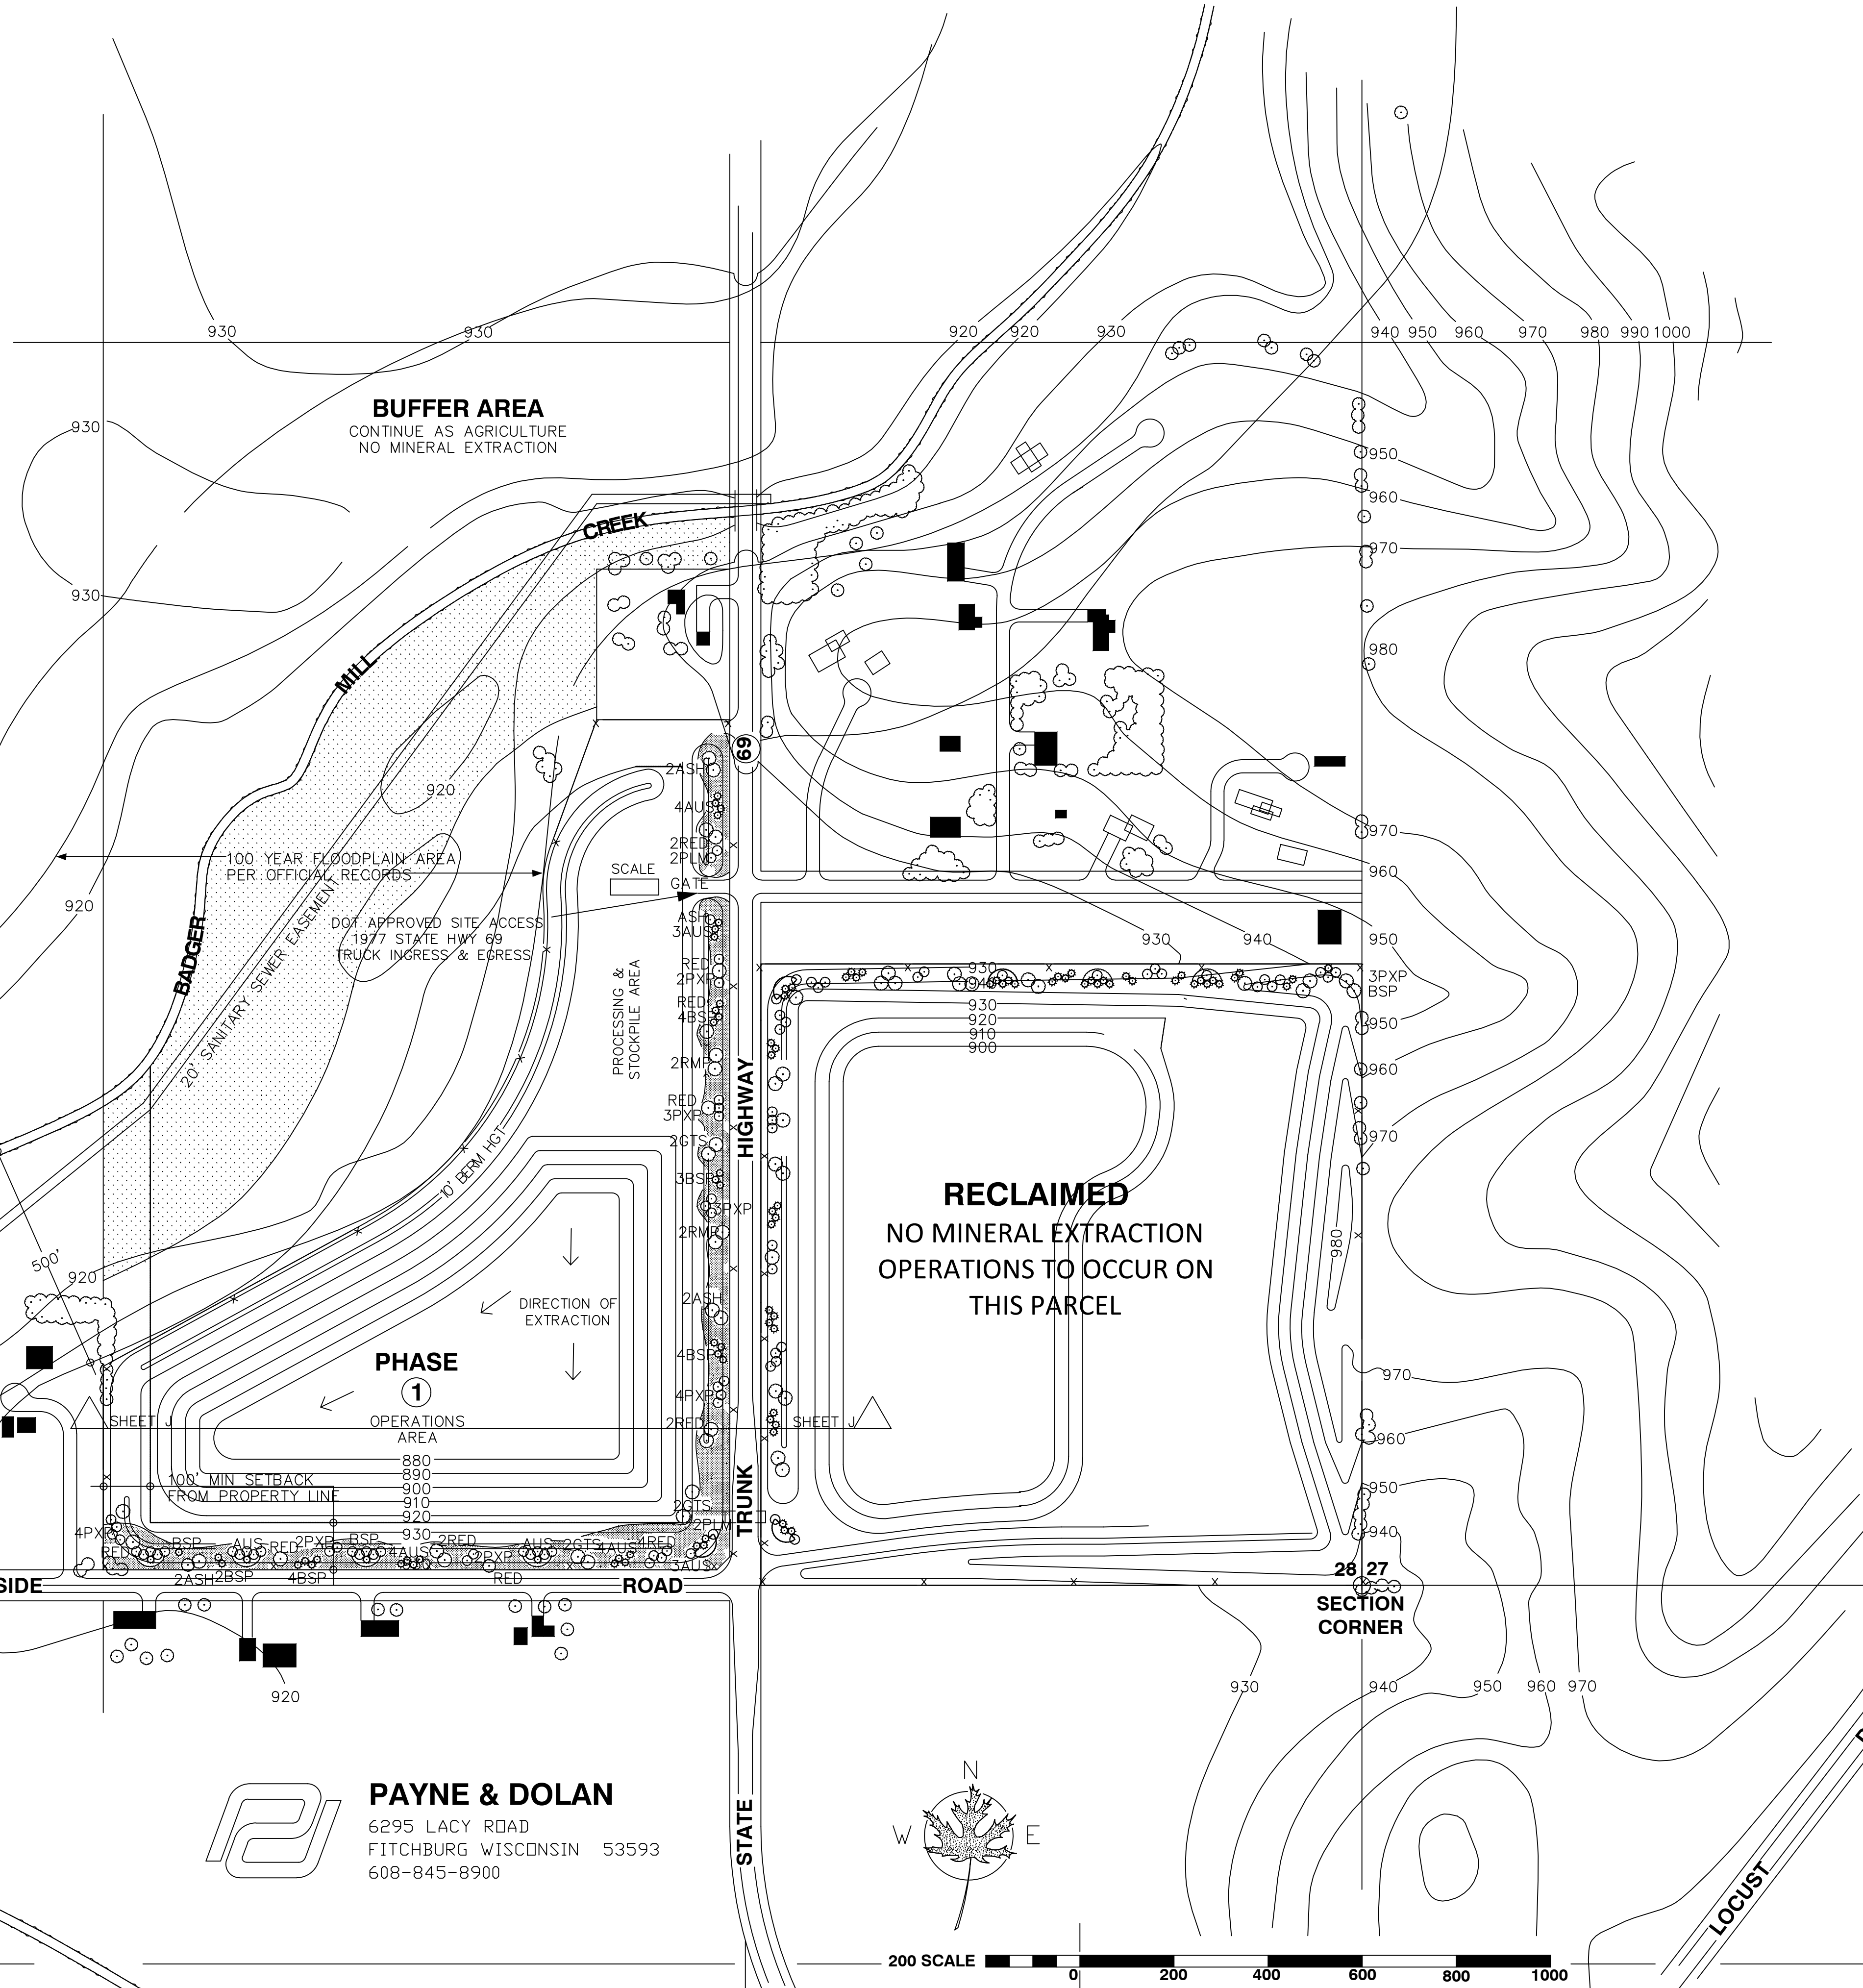 930
930
920
920
930
940
950
960
970
980
990
1000
BUFFER AREA
CONTINUE AS AGRICULTURE
NO MINERAL EXTRACTION
930
950
960
CREEK
970
930
980
MILL
69
2ASH
920
4AUS
970
2RED
2PLM
100 YEAR FLOODPLAIN AREA
PER OFFICIAL RECORDS
SCALE
GATE
960
920
BADGER
20' SANITARY SEWER EASEMENT
DOT APPROVED SITE ACCESS
1977 STATE HWY 69
TRUCK INGRESS & EGRESS
ASH
3AUS
930
940
950
PROCESSING &
STOCKPILE AREA
RED
2PXP
930
940
3PXP
BSP
RED
4BSP
930
920
910
900
950
2RMP
960
HIGHWAY
RED
3PXP
10' BERM HGT
2GTS
970
3BSP
RECLAIMED
NO MINERAL EXTRACTION
OPERATIONS TO OCCUR ON
THIS PARCEL
3PXP
2RMP
980
500'
920
2ASH
DIRECTION OF
EXTRACTION
4BSP
PHASE
1
4PXP
970
OPERATIONS
AREA
SHEET J
2RED
SHEET J
960
880
890
900
910
920
930
100' MIN SETBACK
FROM PROPERTY LINE
950
2GTS
2PLM
TRUNK
940
4PXP
RED
BSP
AUS
RED
2PXP
BSP
4AUS
2RED
2PXP
AUS
2GTS
4AUS
4RED
3AUS
2ASH
2BSP
4BSP
RED
SIDE
ROAD
28 27
SECTION
CORNER
920
930
940
950
960
970
PAYNE & DOLAN
6295 LACY ROAD
FITCHBURG WISCONSIN 53593
608-845-8900
STATE
N
W
E
LOCUST
200 SCALE
0
200
400
600
800
1000